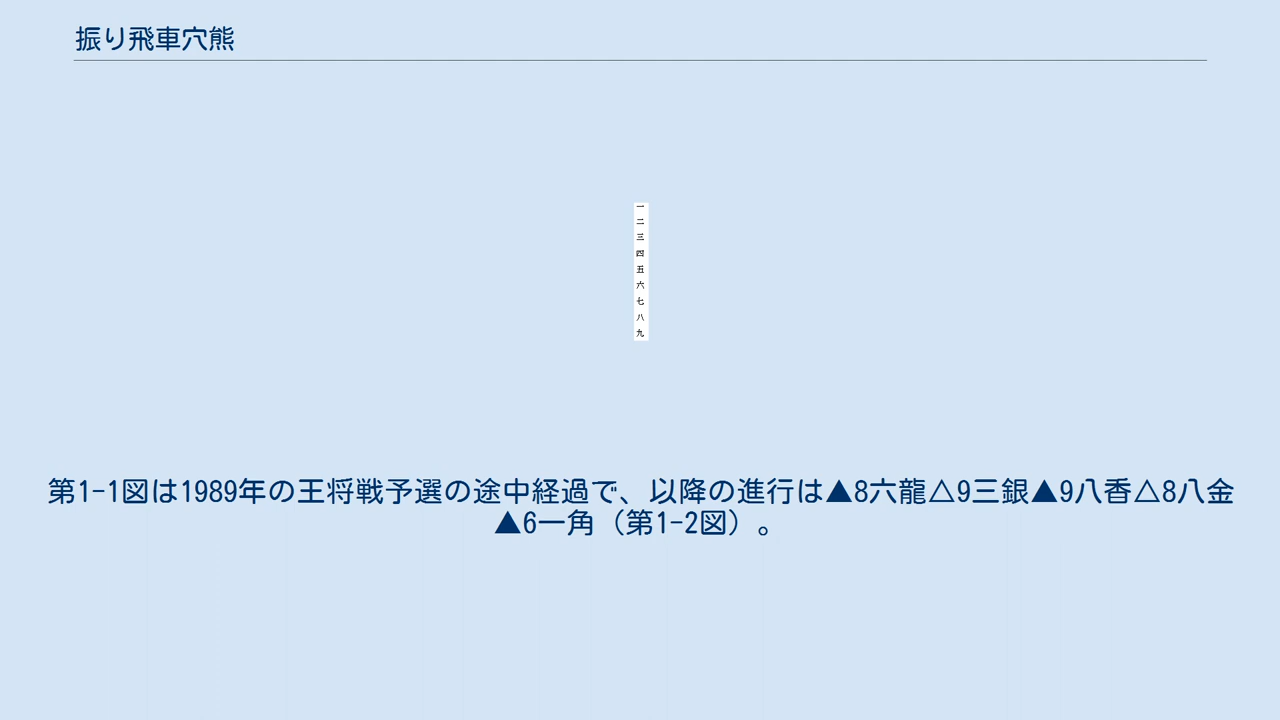 振り飛車穴熊
一
二
三
四
五
六
七
八
九
第1-1図は1989年の王将戦予選の途中経過で、以降の進行は▲8六龍△9三銀▲9八香△8八金
▲6一角（第1-2図）。